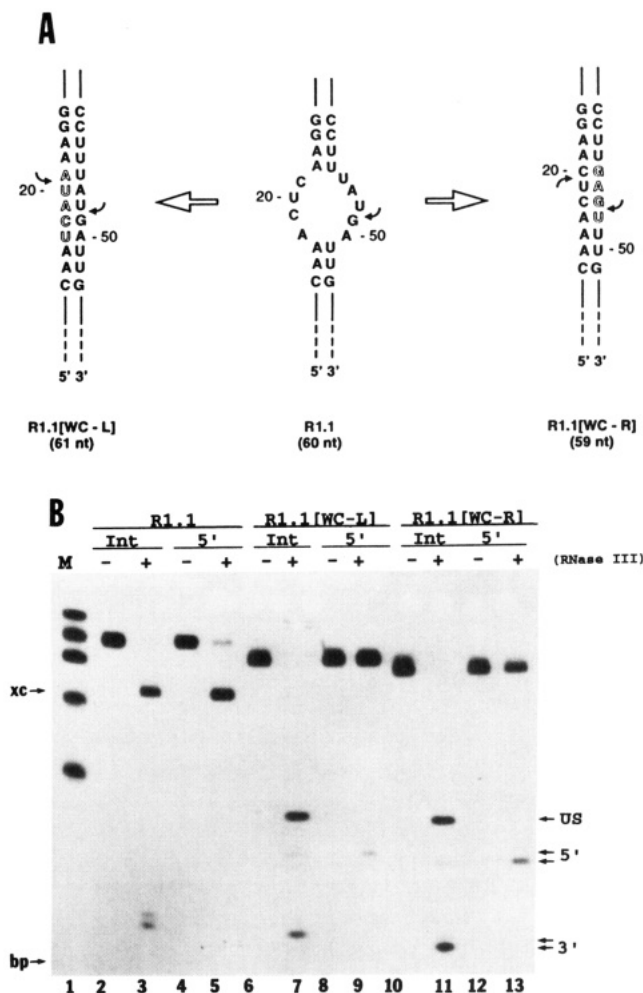 A
G C
G C
A U
A U
A U
20 - U A
A U
C G
U A - 50
A U
A U
C G
5' 3'
R1.1[WC - L]
(61 nt)
G C
G C
A U
A U
C U
20 - U A
C U
G
A A - 50
A U
A U
C G
5' 3'
R1.1
(60 nt)
G C
G C
A U
A U
20 - C G
U A
C G
A U
A U - 50
A U
C G
5' 3'
R1.1[WC - R]
(59 nt)
B
R1.1 R1.1[WC-L] R1.1[WC-R]
Int 5' Int 5' Int 5'
M - + - + - + - + - + - + (RNase III)
xc
US
5'
3'
bp
1 2 3 4 5 6 7 8 9 10 11 12 13